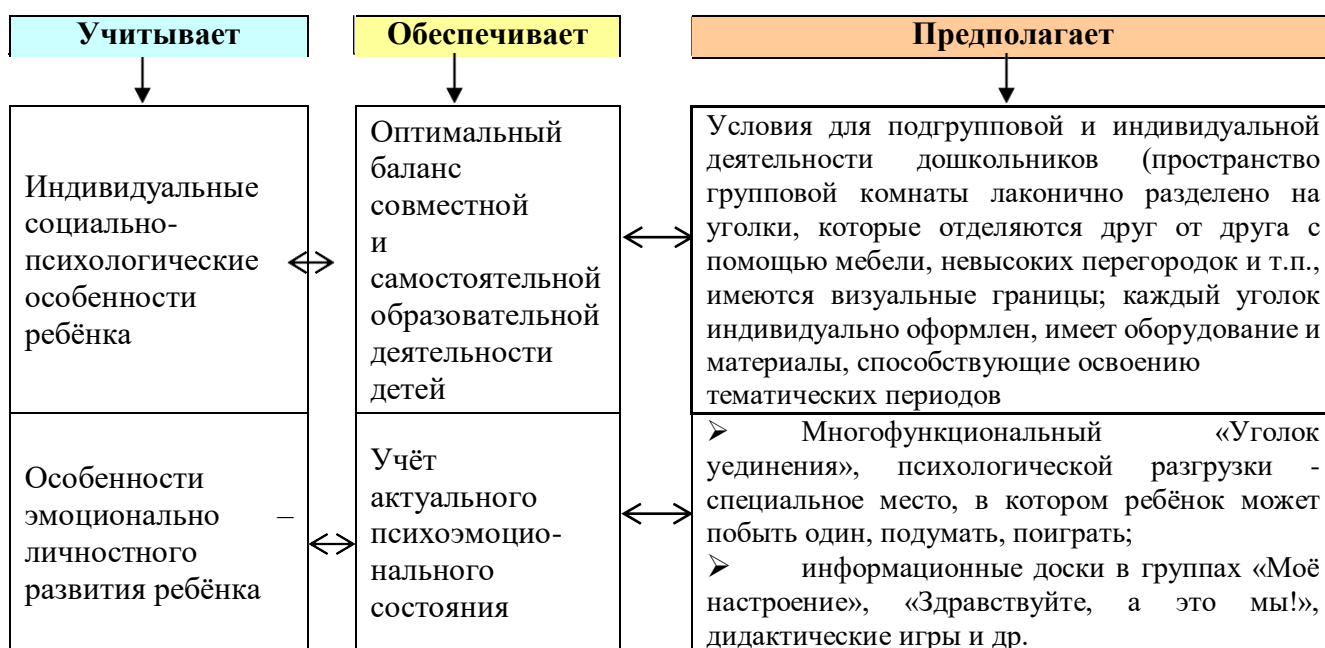 Учитывает
Обеспечивает
Предполагает
Индивидуальные
социально-
психологические
особенности
ребёнка
Оптимальный
баланс
совместной
и
самостоятельной
образовательной
деятельности
детей
Условия для подгрупповой и индивидуальной
деятельности дошкольников (пространство
групповой комнаты лаконично разделено на
уголки, которые отделяются друг от друга с
помощью мебели, невысоких перегородок и т.п.,
имеются визуальные границы; каждый уголок
индивидуально оформлен, имеет оборудование и
материалы, способствующие освоению
тематических периодов
Особенности
эмоционально –
личностного
развития ребёнка
Учёт
актуального
психоэмоцио-
нального
состояния
➢ Многофункциональный «Уголок
уединения», психологической разгрузки -
специальное место, в котором ребёнок может
побыть один, подумать, поиграть;
➢ информационные доски в группах «Моё
настроение», «Здравствуйте, а это мы!»,
дидактические игры и др.